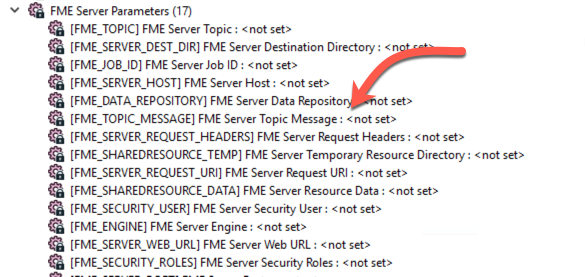 FME Server Parameters (17)
[FME_TOPIC] FME Server Topic : <not set>
[FME_SERVER_DEST_DIR] FME Server Destination Directory : <not set>
[FME_JOB_ID] FME Server Job ID : <not set>
[FME_SERVER_HOST] FME Server Host : <not set>
[FME_DATA_REPOSITORY] FME Server Data Repository : <not set>
[FME_TOPIC_MESSAGE] FME Server Topic Message : <not set>
[FME_SERVER_REQUEST_HEADERS] FME Server Request Headers : <not set>
[FME_SHAREDRESOURCE_TEMP] FME Server Temporary Resource Directory : <not set>
[FME_SERVER_REQUEST_URI] FME Server Request URI : <not set>
[FME_SHAREDRESOURCE_DATA] FME Server Resource Data : <not set>
[FME_SECURITY_USER] FME Server Security User : <not set>
[FME_ENGINE] FME Server Engine : <not set>
[FME_SERVER_WEB_URL] FME Server Web URL : <not set>
[FME_SECURITY_ROLES] FME Server Security Roles : <not set>